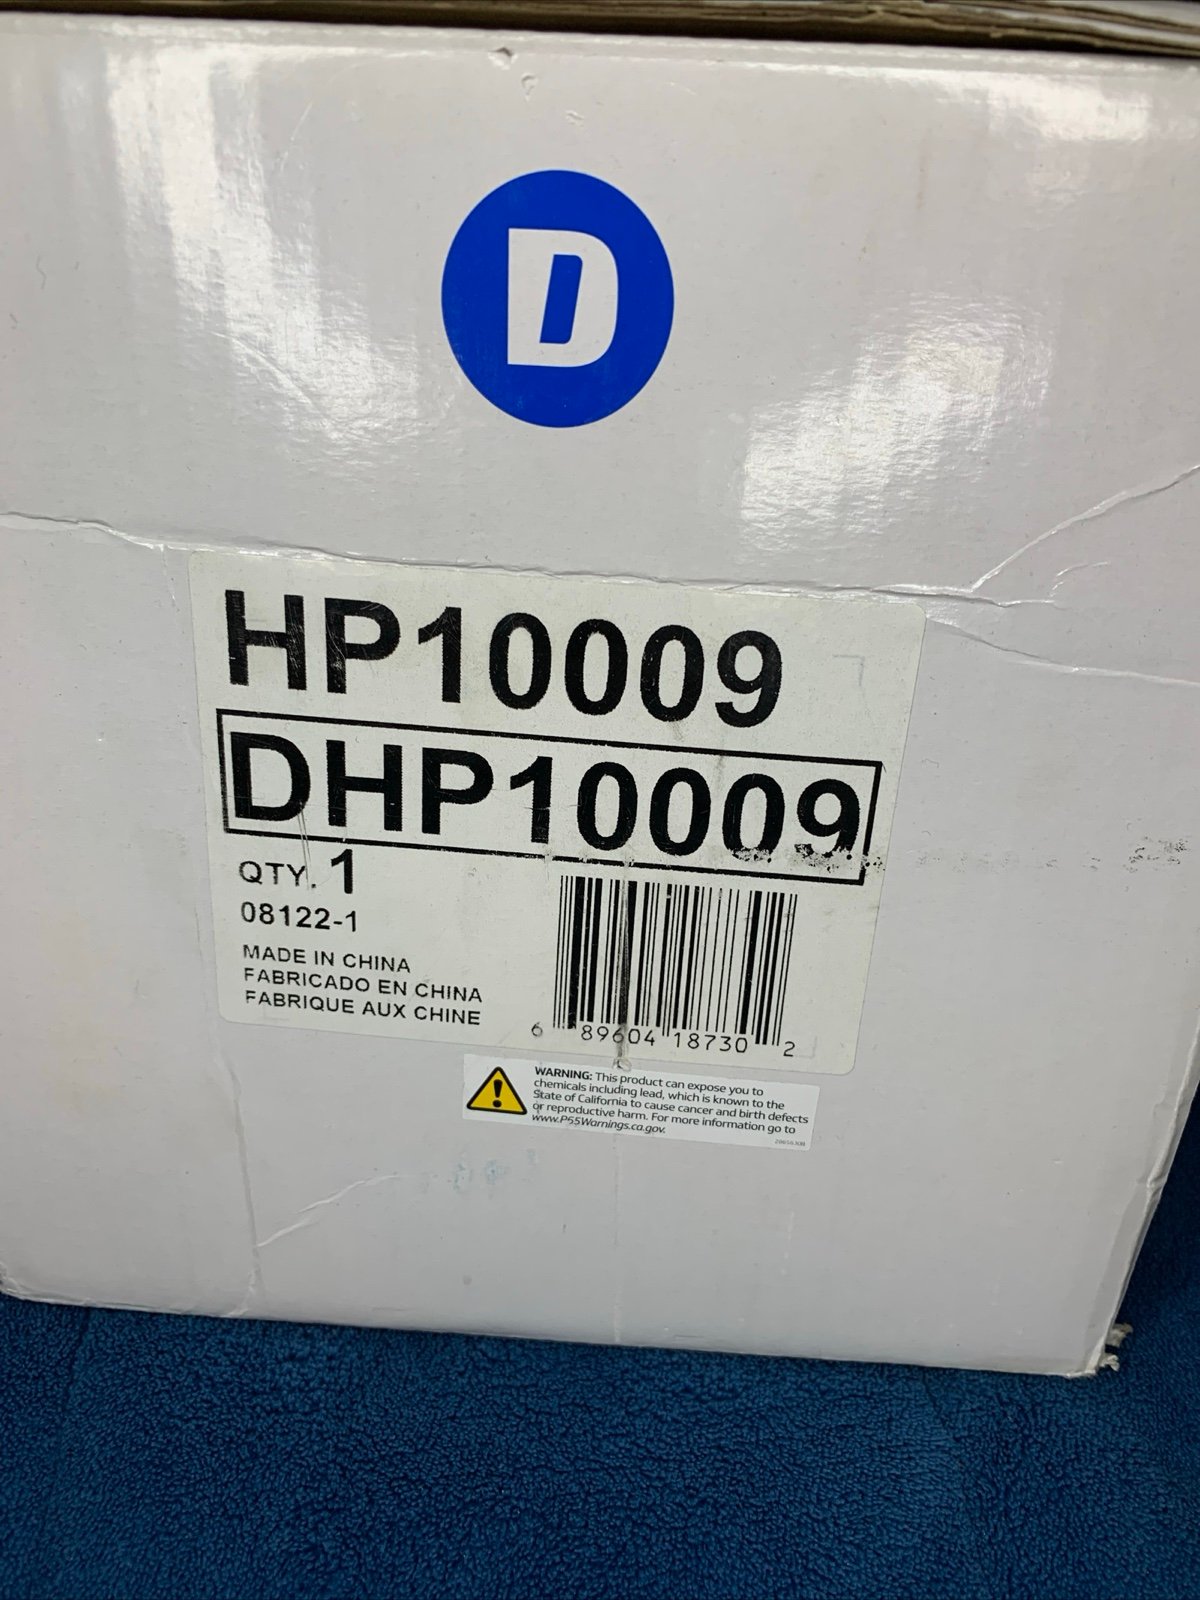 D
HP10009
DHP10009
QTY. 1
08122-1
MADE IN CHINA
FABRICADO EN CHINA
FABRIQUE AUX CHINE
6 89604 18730 2
WARNING: This product can expose you to
chemicals including lead, which is known to the
State of California to cause cancer and birth defects
or reproductive harm. For more information go to
www.P65Warnings.ca.gov.